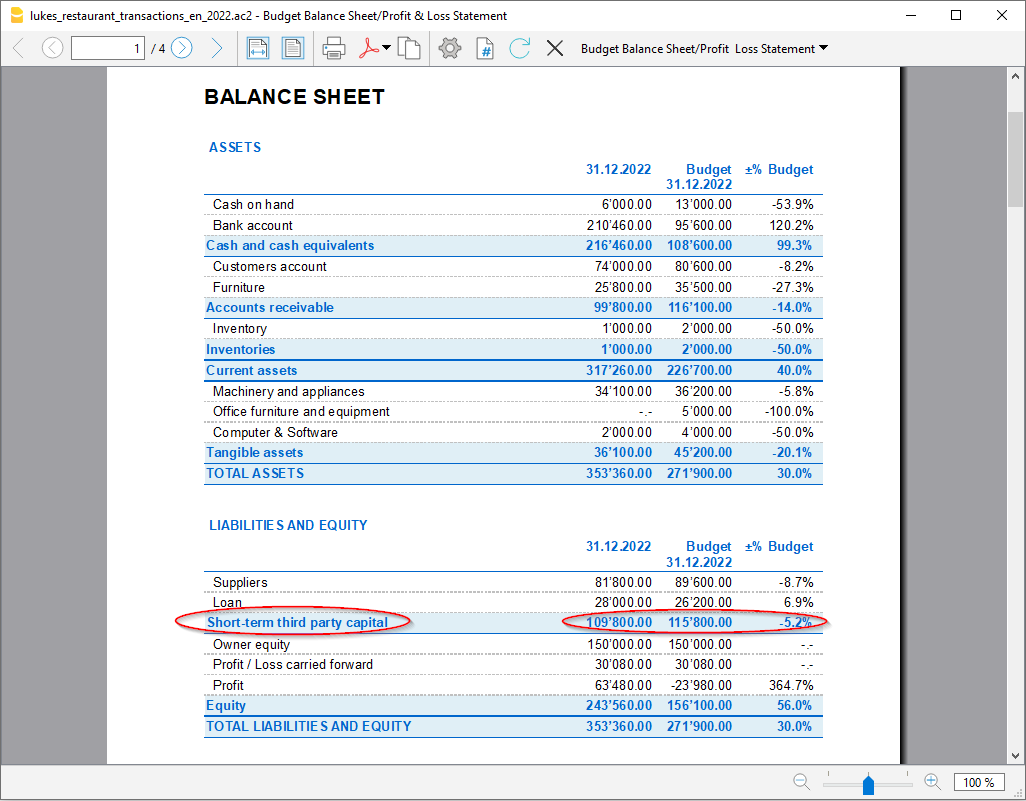 lukes_restaurant_transactions_en_2022.ac2 - Budget Balance Sheet/Profit & Loss Statement
1 / 4 Budget Balance Sheet/Profit Loss Statement
BALANCE SHEET
ASSETS
31.12.2022 Budget 31.12.2022 ±% Budget
Cash on hand 6'000.00 13'000.00 -53.9%
Bank account 210'460.00 95'600.00 120.2%
Cash and cash equivalents 216'460.00 108'600.00 99.3%
Customers account 74'000.00 80'600.00 -8.2%
Furniture 25'800.00 35'500.00 -27.3%
Accounts receivable 99'800.00 116'100.00 -14.0%
Inventory 1'000.00 2'000.00 -50.0%
Inventories 1'000.00 2'000.00 -50.0%
Current assets 317'260.00 226'700.00 40.0%
Machinery and appliances 34'100.00 36'200.00 -5.8%
Office furniture and equipment -.- 5'000.00 -100.0%
Computer & Software 2'000.00 4'000.00 -50.0%
Tangible assets 36'100.00 45'200.00 -20.1%
TOTAL ASSETS 353'360.00 271'900.00 30.0%
LIABILITIES AND EQUITY
31.12.2022 Budget 31.12.2022 ±% Budget
Suppliers 81'800.00 89'600.00 -8.7%
Loan 28'000.00 26'200.00 6.9%
Short-term third party capital 109'800.00 115'800.00 -5.2%
Owner equity 150'000.00 150'000.00 -.-
Profit / Loss carried forward 30'080.00 30'080.00 -.-
Profit 63'480.00 -23'980.00 364.7%
Equity 243'560.00 156'100.00 56.0%
TOTAL LIABILITIES AND EQUITY 353'360.00 271'900.00 30.0%
100 %